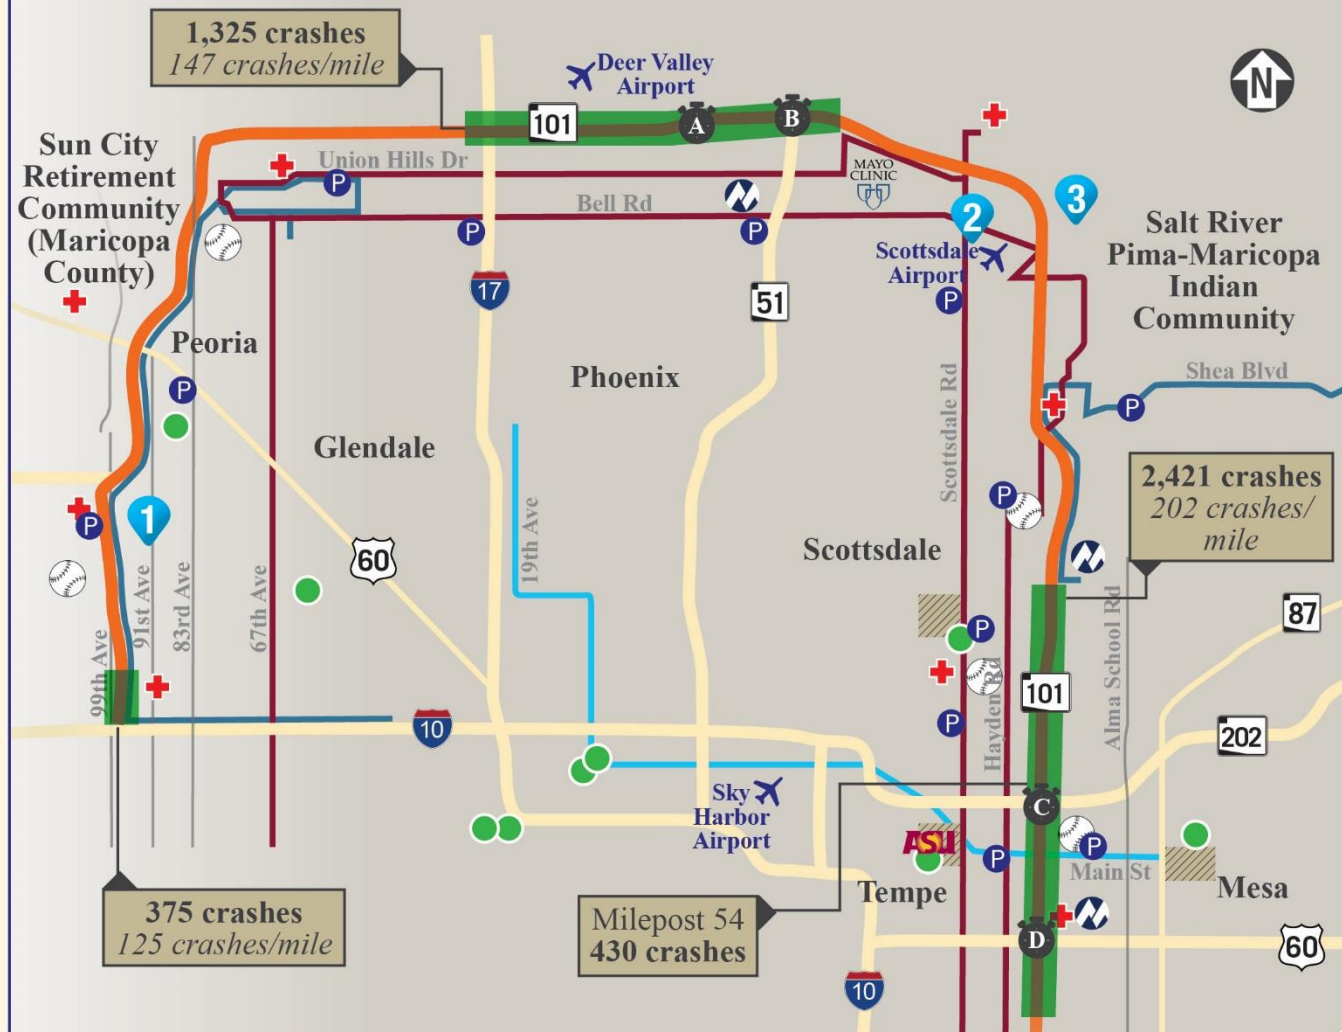 1,325 crashes
147 crashes/mile
Deer Valley
Airport
N
101
A
B
Sun City
Retirement
Community
(Maricopa
County)
Union Hills Dr
P
MAYO
CLINIC
Bell Rd
P
P
2
3
Scottsdale
Airport
P
Salt River
Pima-Maricopa
Indian
Community
17
51
Peoria
P
Phoenix
Shea Blvd
P
Glendale
Scottsdale Rd
2,421 crashes
202 crashes/
mile
P
1
P
60
19th Ave
Scottsdale
99th Ave
91st Ave
83rd Ave
67th Ave
P
Hayden Rd
101
Alma School Rd
87
10
P
202
Sky
Harbor
Airport
C
ASU
P
P
Main St
Tempe
Mesa
375 crashes
125 crashes/mile
Milepost 54
430 crashes
D
60
10